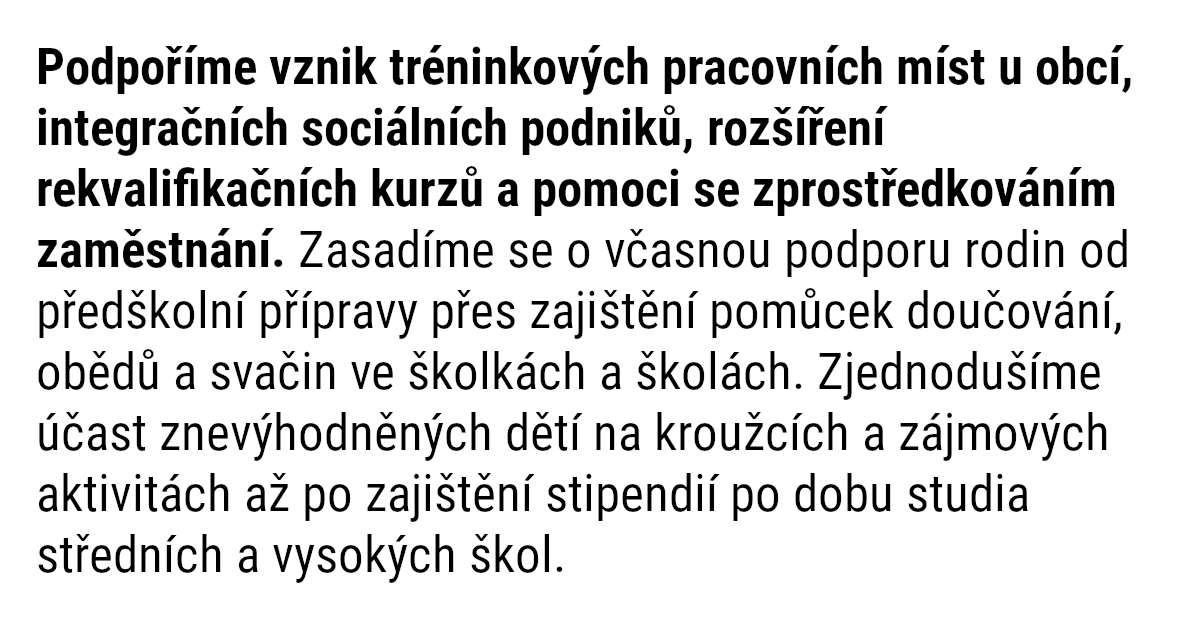 Podpoříme vznik tréninkových pracovních míst u obcí,
integračních sociálních podniků, rozšíření
rekvalifikačních kurzů a pomoci se zprostředkováním
zaměstnání. Zasadíme se o včasnou podporu rodin od
předškolní přípravy přes zajištění pomůcek doučování,
obědů a svačin ve školkách a školách. Zjednodušíme
účast znevýhodněných dětí na kroužcích a zájmových
aktivitách až po zajištění stipendií po dobu studia
středních a vysokých škol.